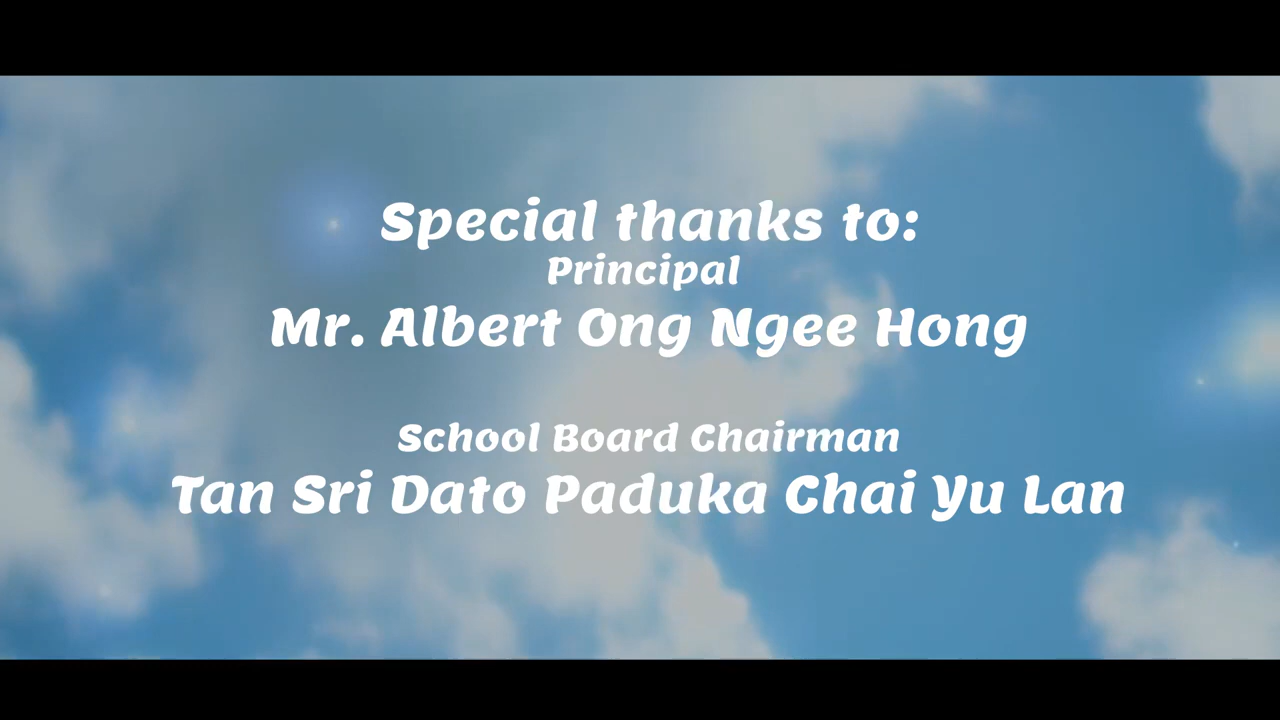 Special thanks to:
Principal
Mr. Albert Ong Ngee Hong
School Board Chairman
Tan Sri Dato Paduka Chai Yu Lan